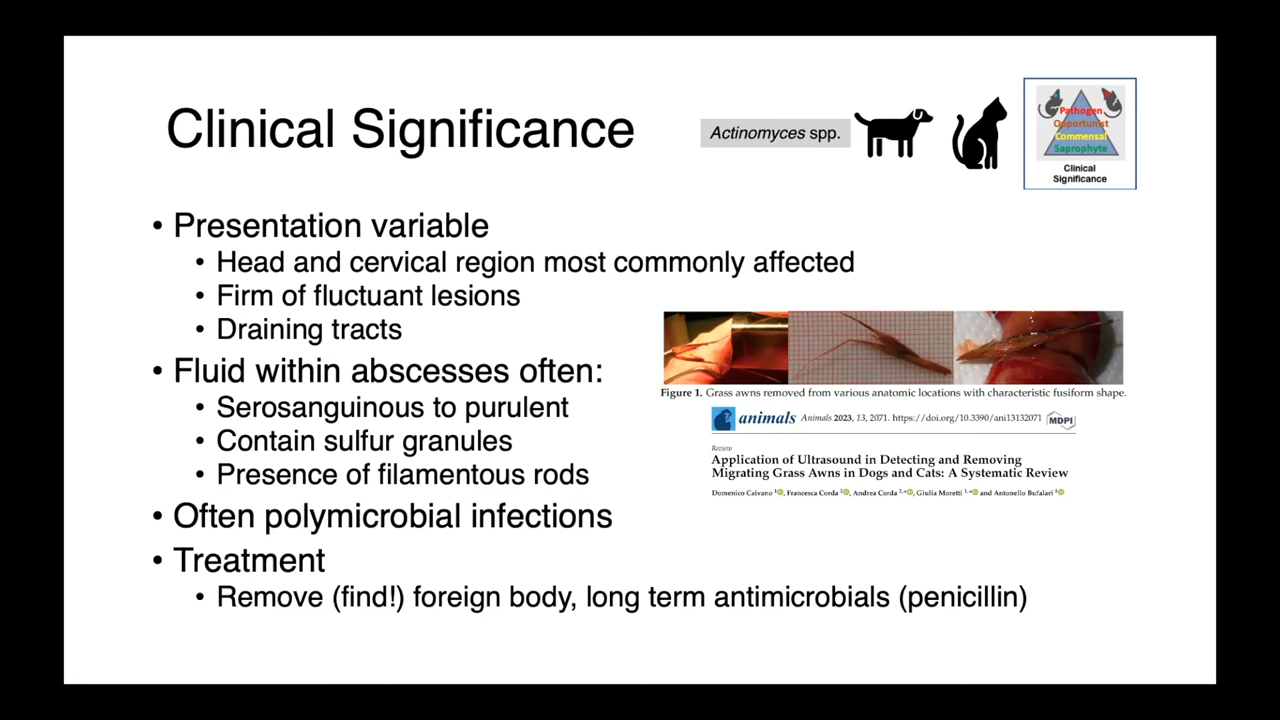 Clinical Significance
Actinomyces spp.
Pathogen
Opportunist
Commensal
Saprophyte
Clinical
Significance
• Presentation variable
• Head and cervical region most commonly affected
• Firm of fluctuant lesions
• Draining tracts
• Fluid within abscesses often:
• Serosanguinous to purulent
• Contain sulfur granules
• Presence of filamentous rods
• Often polymicrobial infections
• Treatment
• Remove (find!) foreign body, long term antimicrobials (penicillin)
Figure 1. Grass awns removed from various anatomic locations with characteristic fusiform shape.
animals Animals 2023, 13, 2071. https://doi.org/10.3390/ani13132071 MDPI
Review
Application of Ultrasound in Detecting and Removing
Migrating Grass Awns in Dogs and Cats: A Systematic Review
Domenico Caivano 1, Francesca Corda 2, Andrea Corda 2,*, Giulia Moretti 1,* and Antonello Bufalari 1